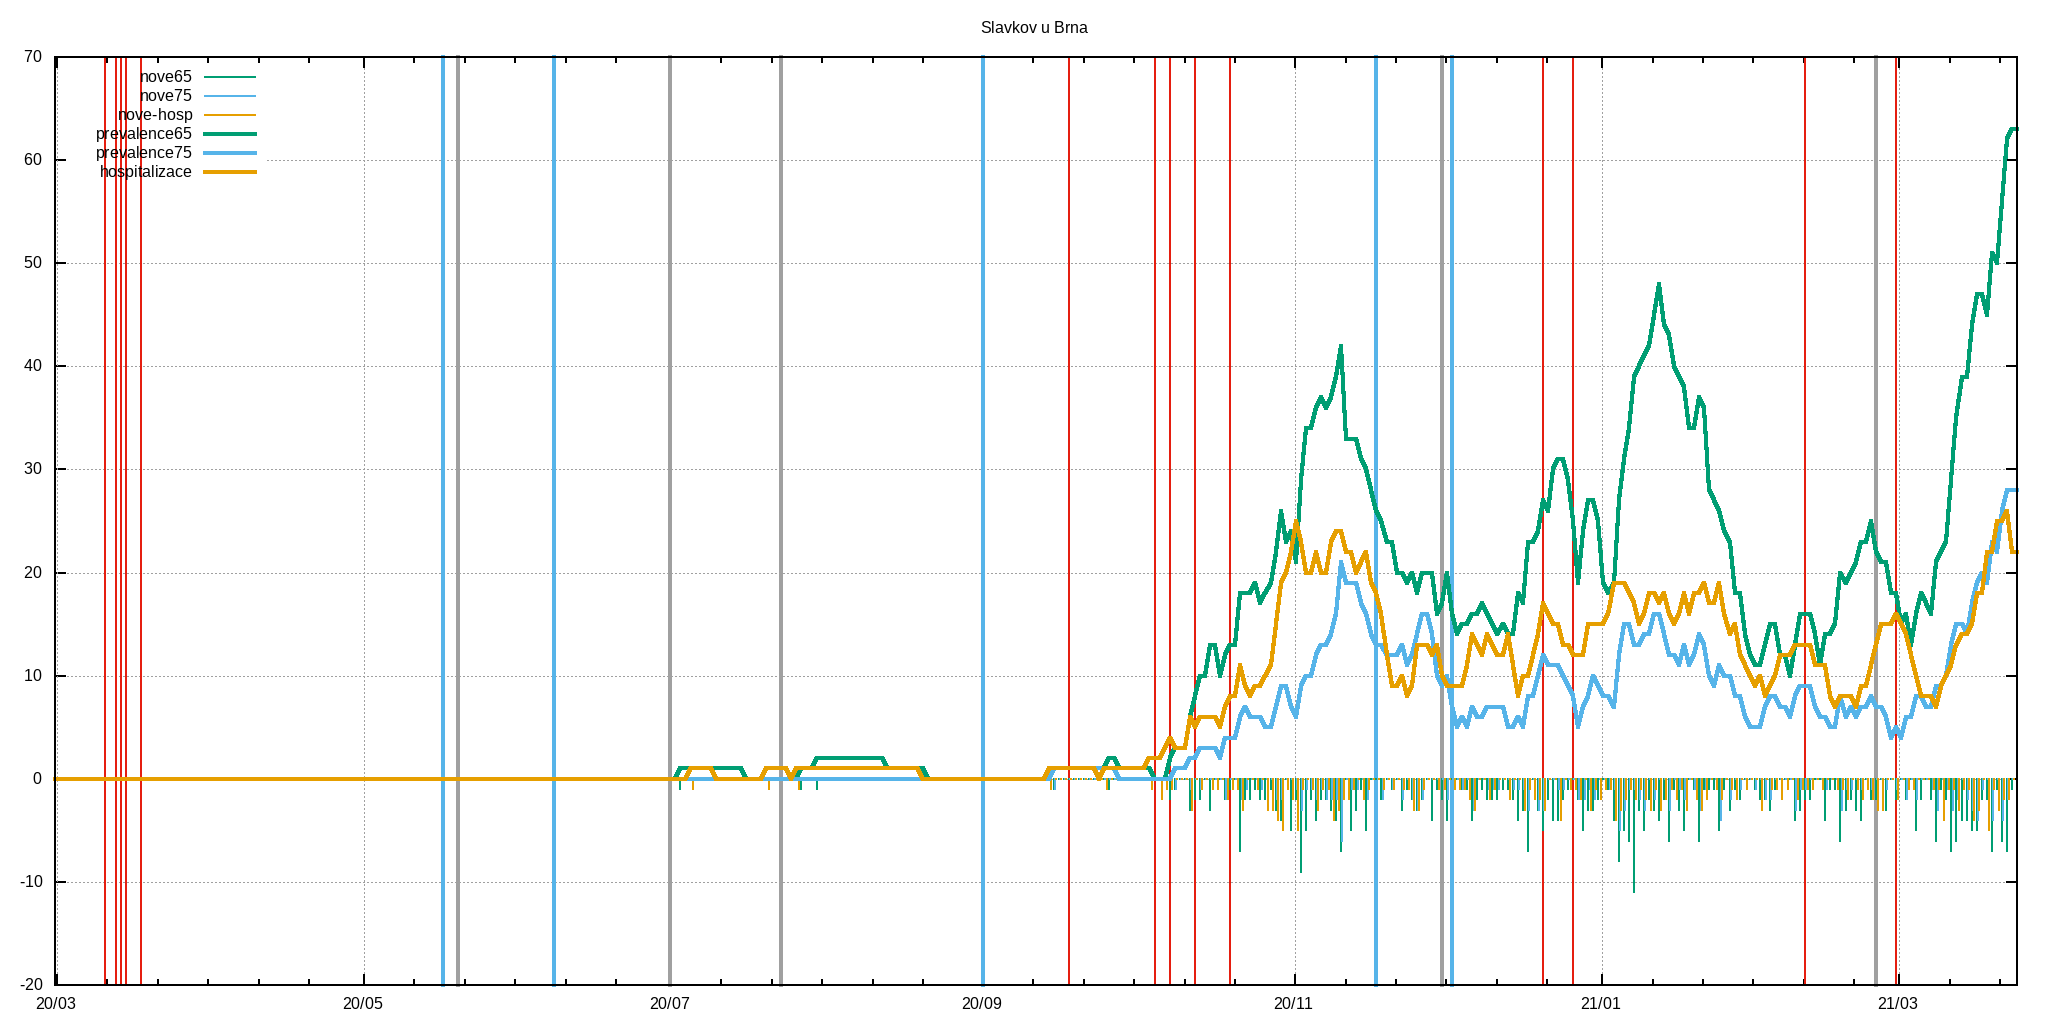 Slavkov u Brna
70
nove65
nove75
nove-hosp
prevalence65
60
prevalence75
hospitalizace
50
40
30
20
10
0
-10
-20
20/03 20/05 20/07 20/09 20/11 21/01 21/03